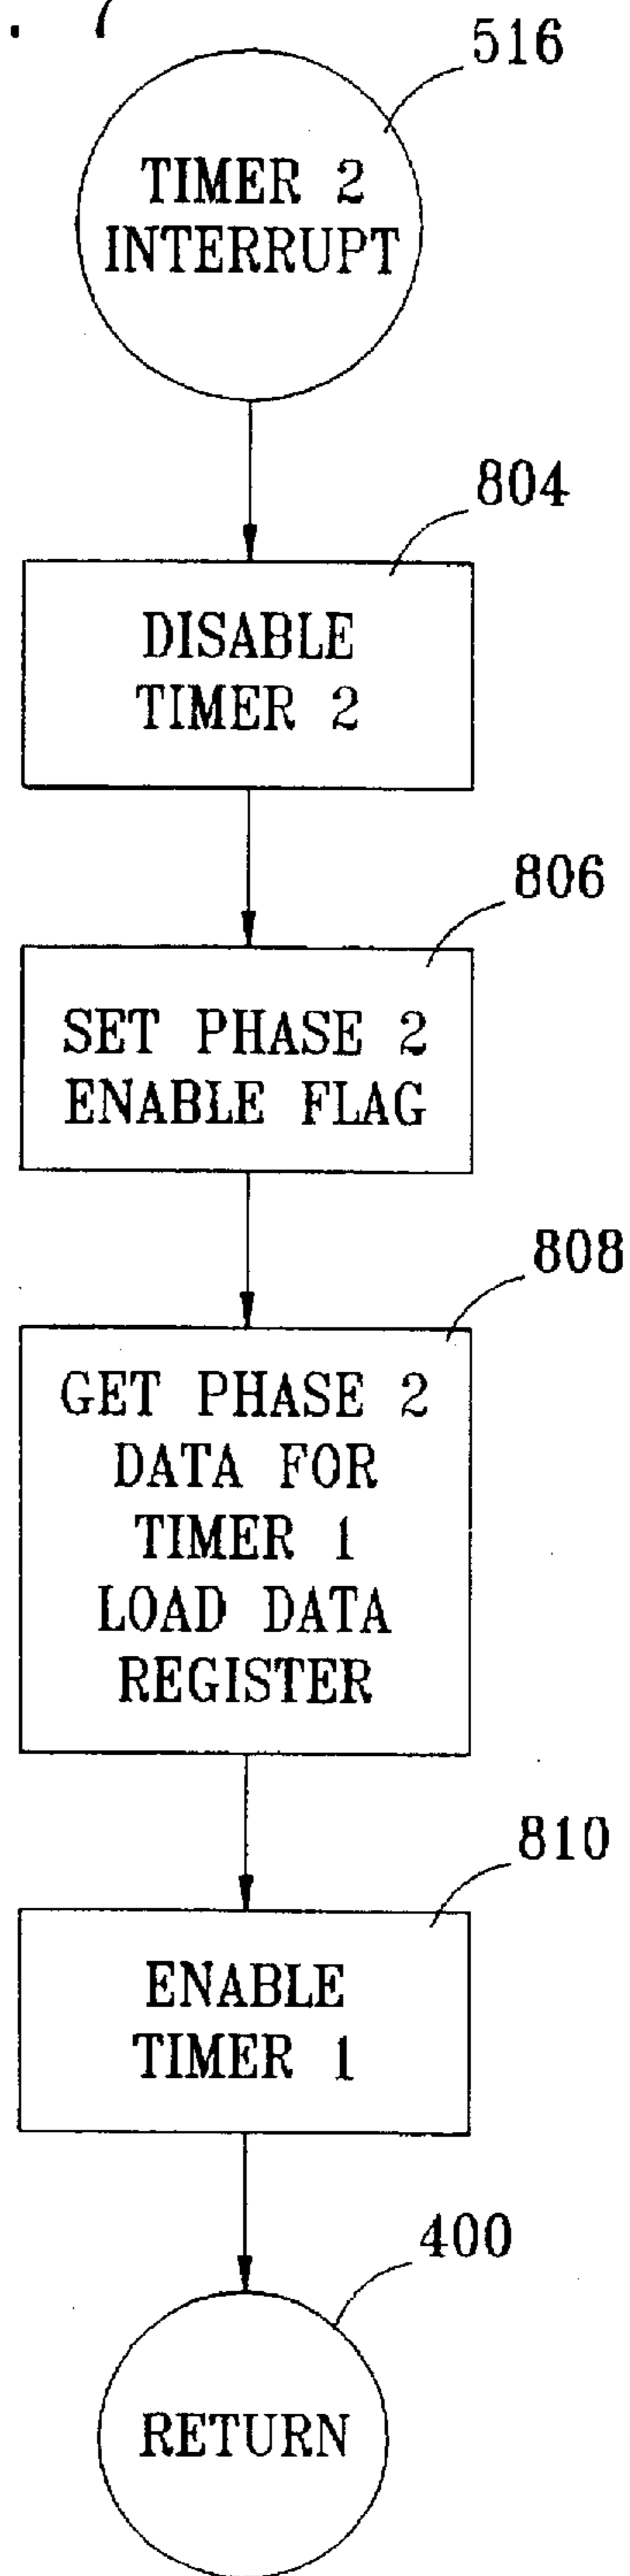 . 7
516
TIMER 2
INTERRUPT
804
DISABLE
TIMER 2
806
SET PHASE 2
ENABLE FLAG
808
GET PHASE 2
DATA FOR
TIMER 1
LOAD DATA
REGISTER
810
ENABLE
TIMER 1
400
RETURN